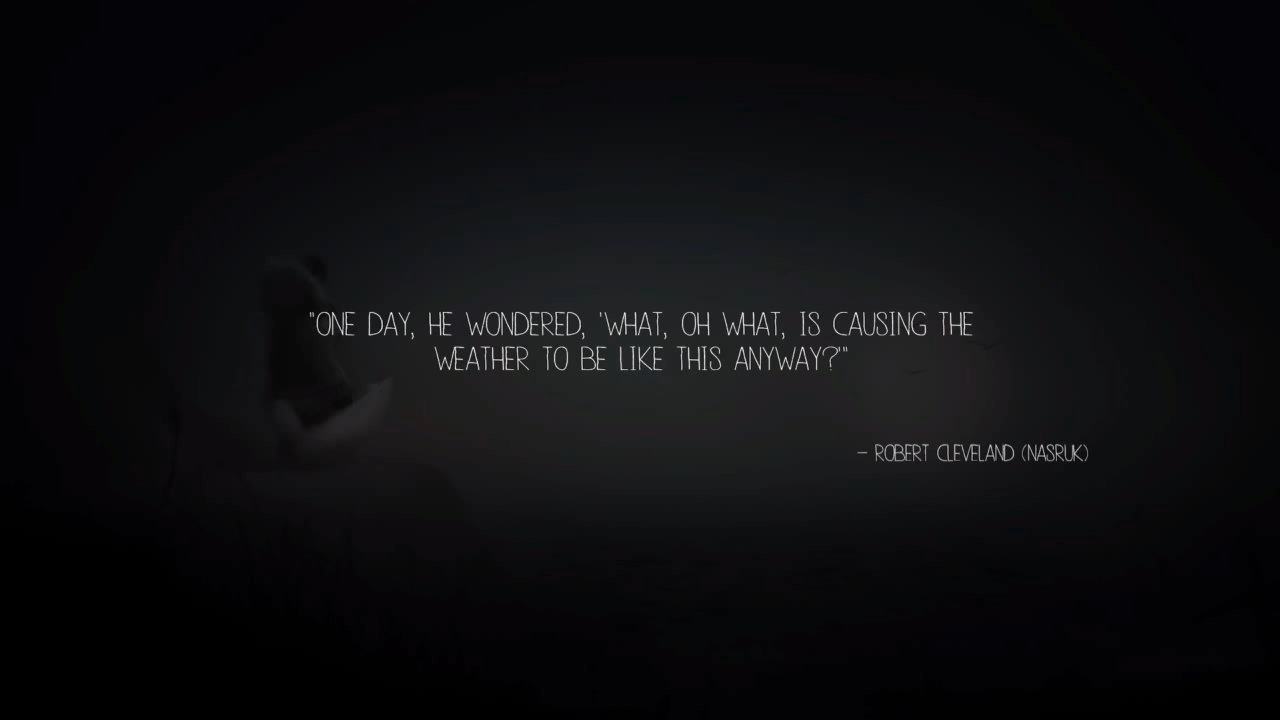 "ONE DAY, HE WONDERED, 'WHAT, OH WHAT, IS CAUSING THE
WEATHER TO BE LIKE THIS ANYWAY?'"
– ROBERT CLEVELAND (NASRUK)